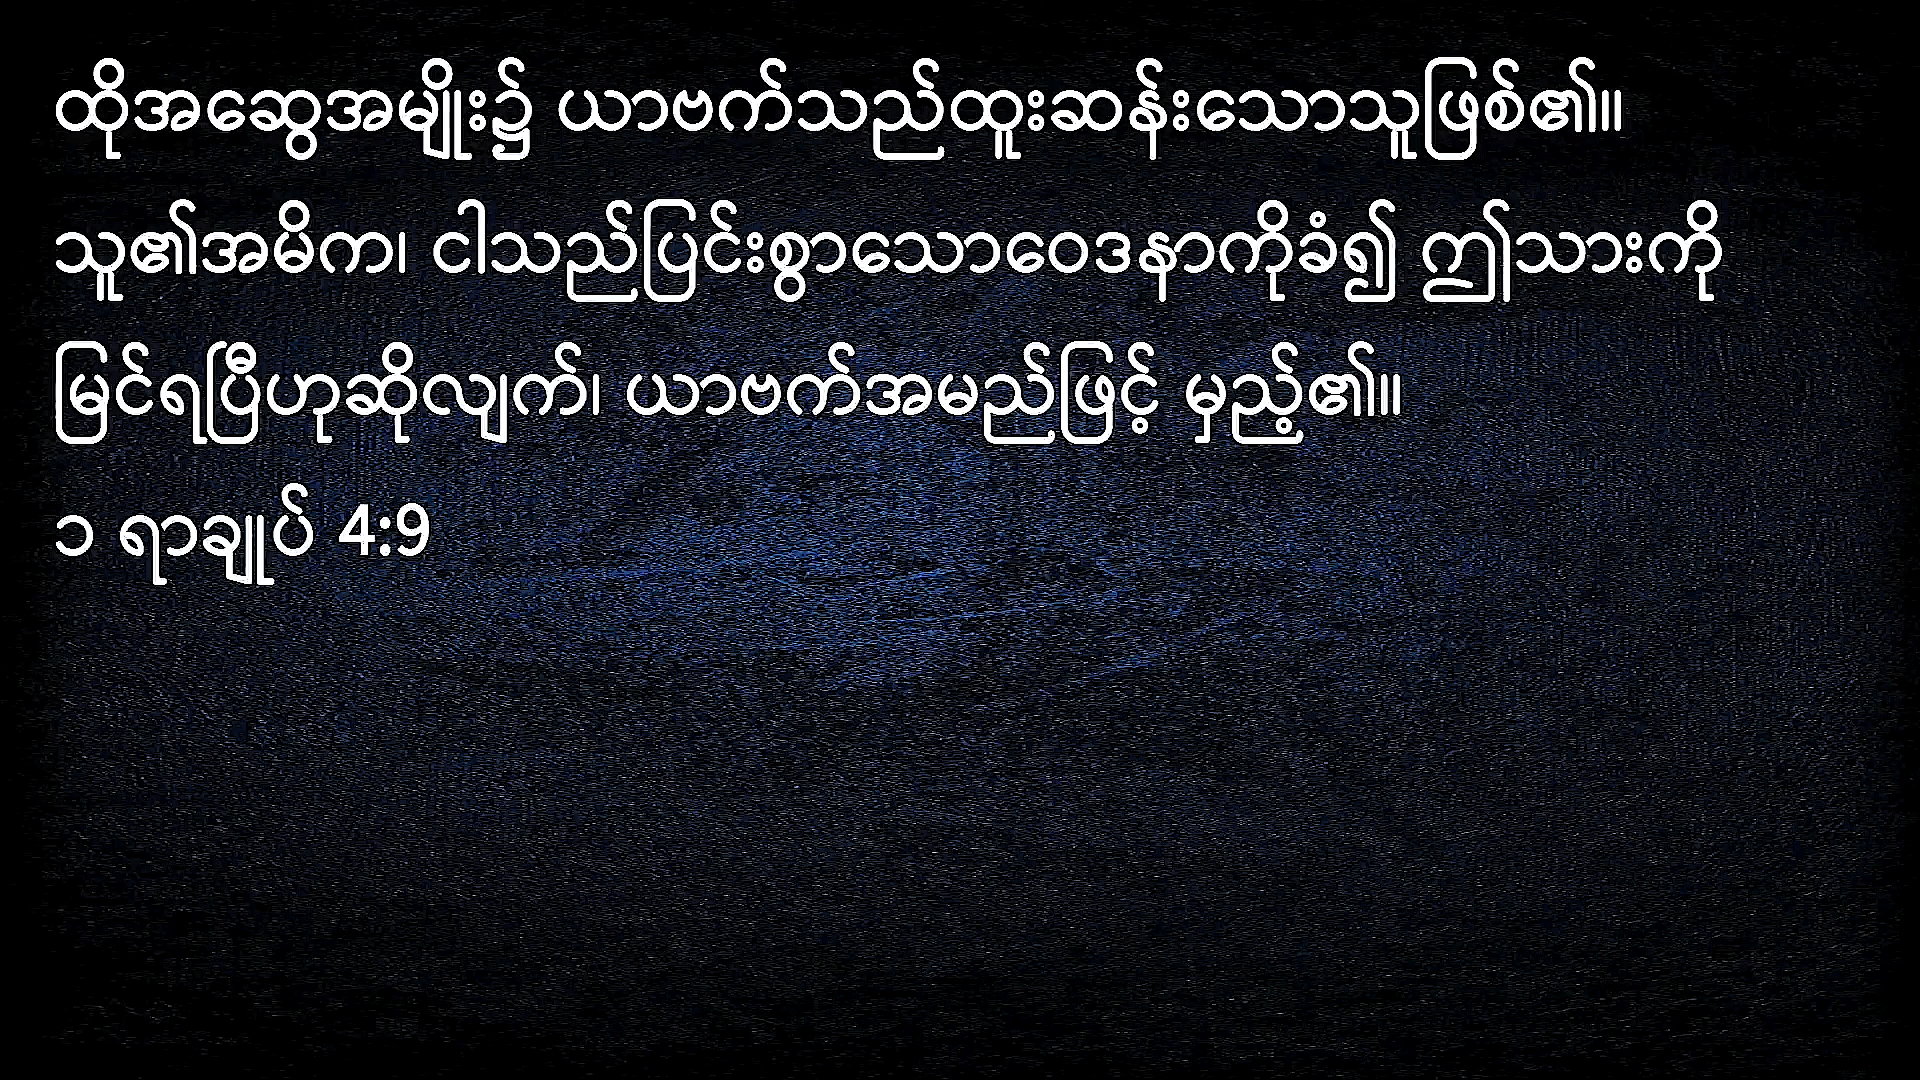 ထိုအဆွေအမျိုး၌ ယာဗက်သည်ထူးဆန်းသောသူဖြစ်၏။
သူ၏အမိက၊ ငါသည်ပြင်းစွာသောဝေဒနာကိုခံ၍ ဤသားကို
မြင်ရပြီဟုဆိုလျက်၊ ယာဗက်အမည်ဖြင့် မှည့်၏။
၁ ရာချုပ် 4:9